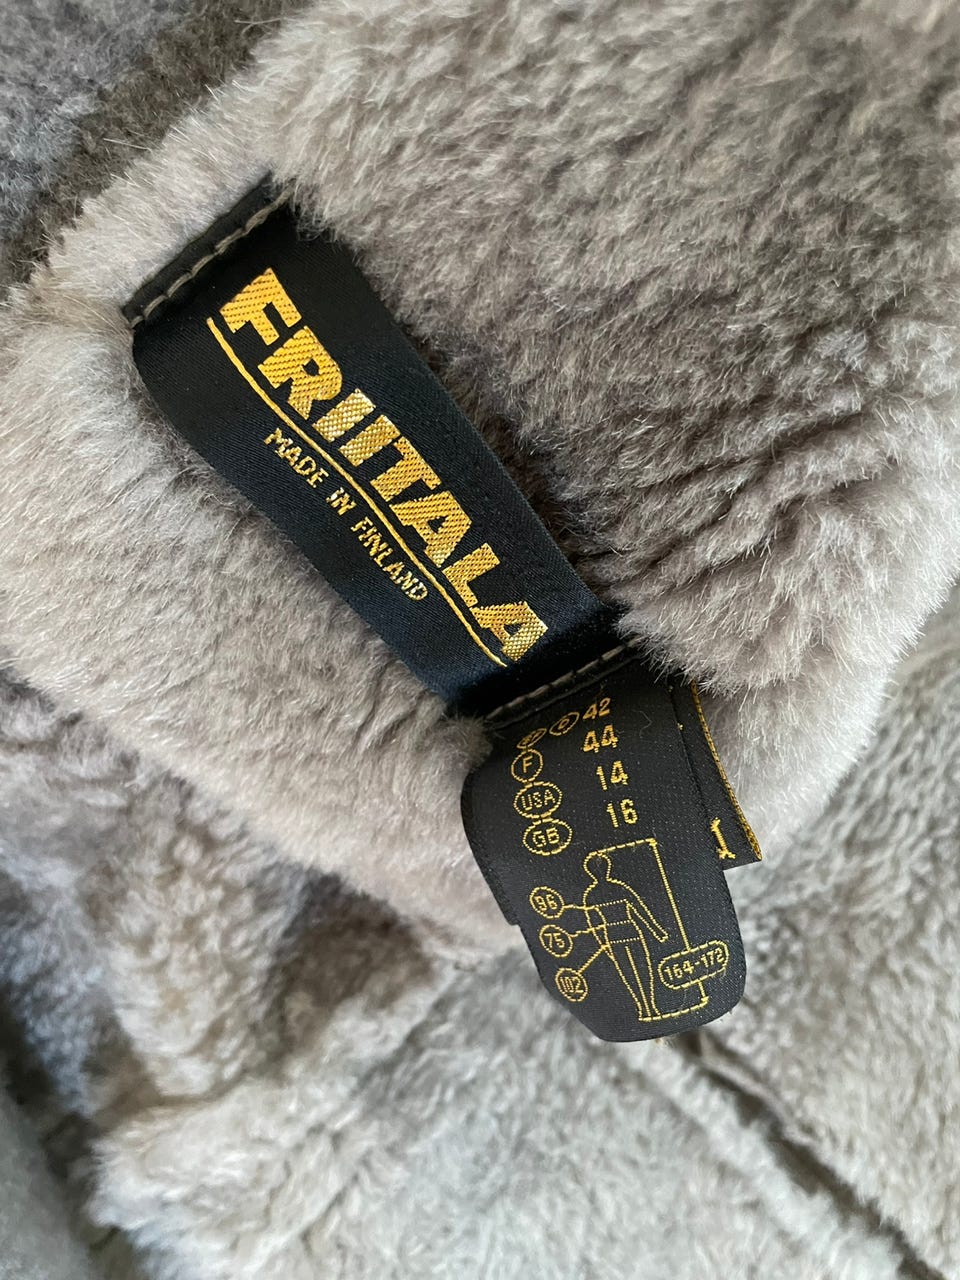 FRIITALA
MADE IN FINLAND
D 42
F 44
USA 14
GB 16
96
75
102
164-172